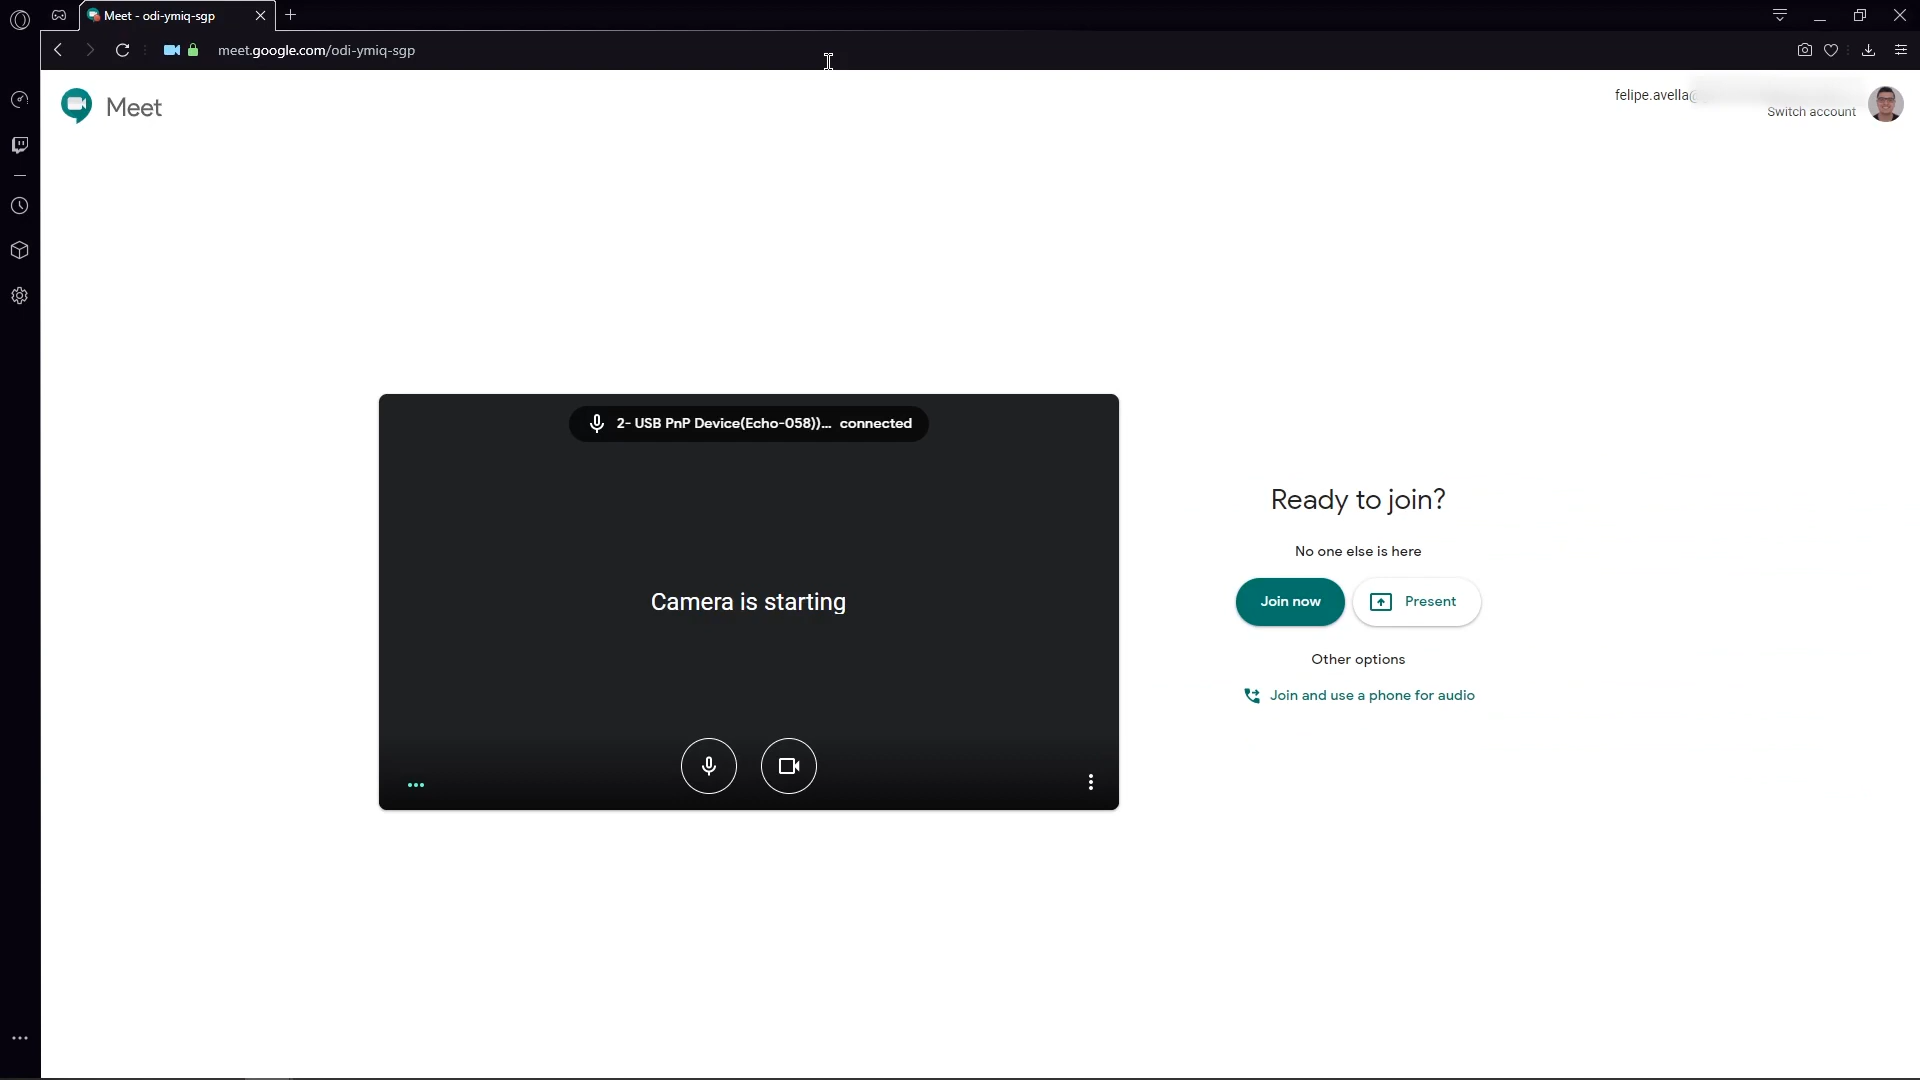 Meet - odi-ymiq-sgp
meet.google.com/odi-ymiq-sgp
Meet
felipe.avella@
Switch account
2- USB PnP Device(Echo-058))... connected
Camera is starting
Ready to join?
No one else is here
Join now
Present
Other options
Join and use a phone for audio